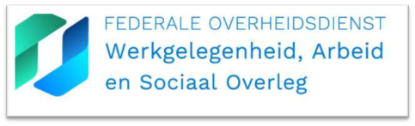 FEDERALE OVERHEIDSDIENST
Werkgelegenheid, Arbeid
en Sociaal Overleg